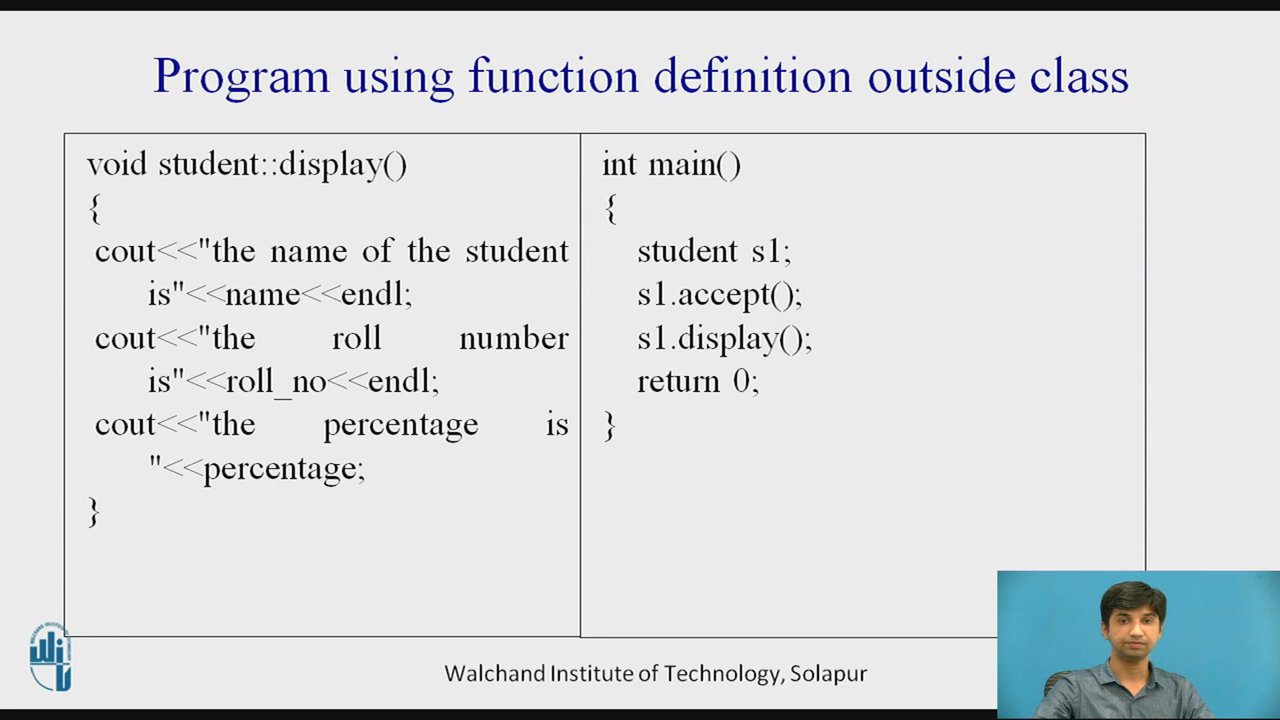 Program using function definition outside class
void student::display()
{
cout<<"the name of the student
is"<<name<<endl;
cout<<"the roll number
is"<<roll_no<<endl;
cout<<"the percentage is
"<<percentage;
}
int main()
{
student s1;
s1.accept();
s1.display();
return 0;
}
Walchand Institute of Technology, Solapur